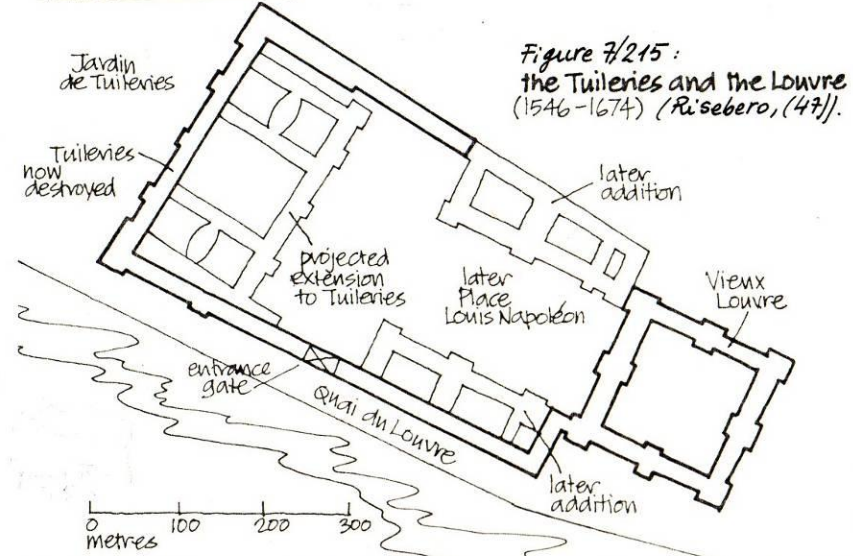 Figure 7/215:
the Tuileries and the Louvre
(1546-1674) (Risebero, (47)).
Jardin
de Tuileries
Tuileries
now
destroyed
later
addition
projected
extension
to Tuileries
later
Place
Louis Napoléon
Vieux
Louvre
entrance
gate
Quai du Louvre
later
addition
0 100 200 300
metres